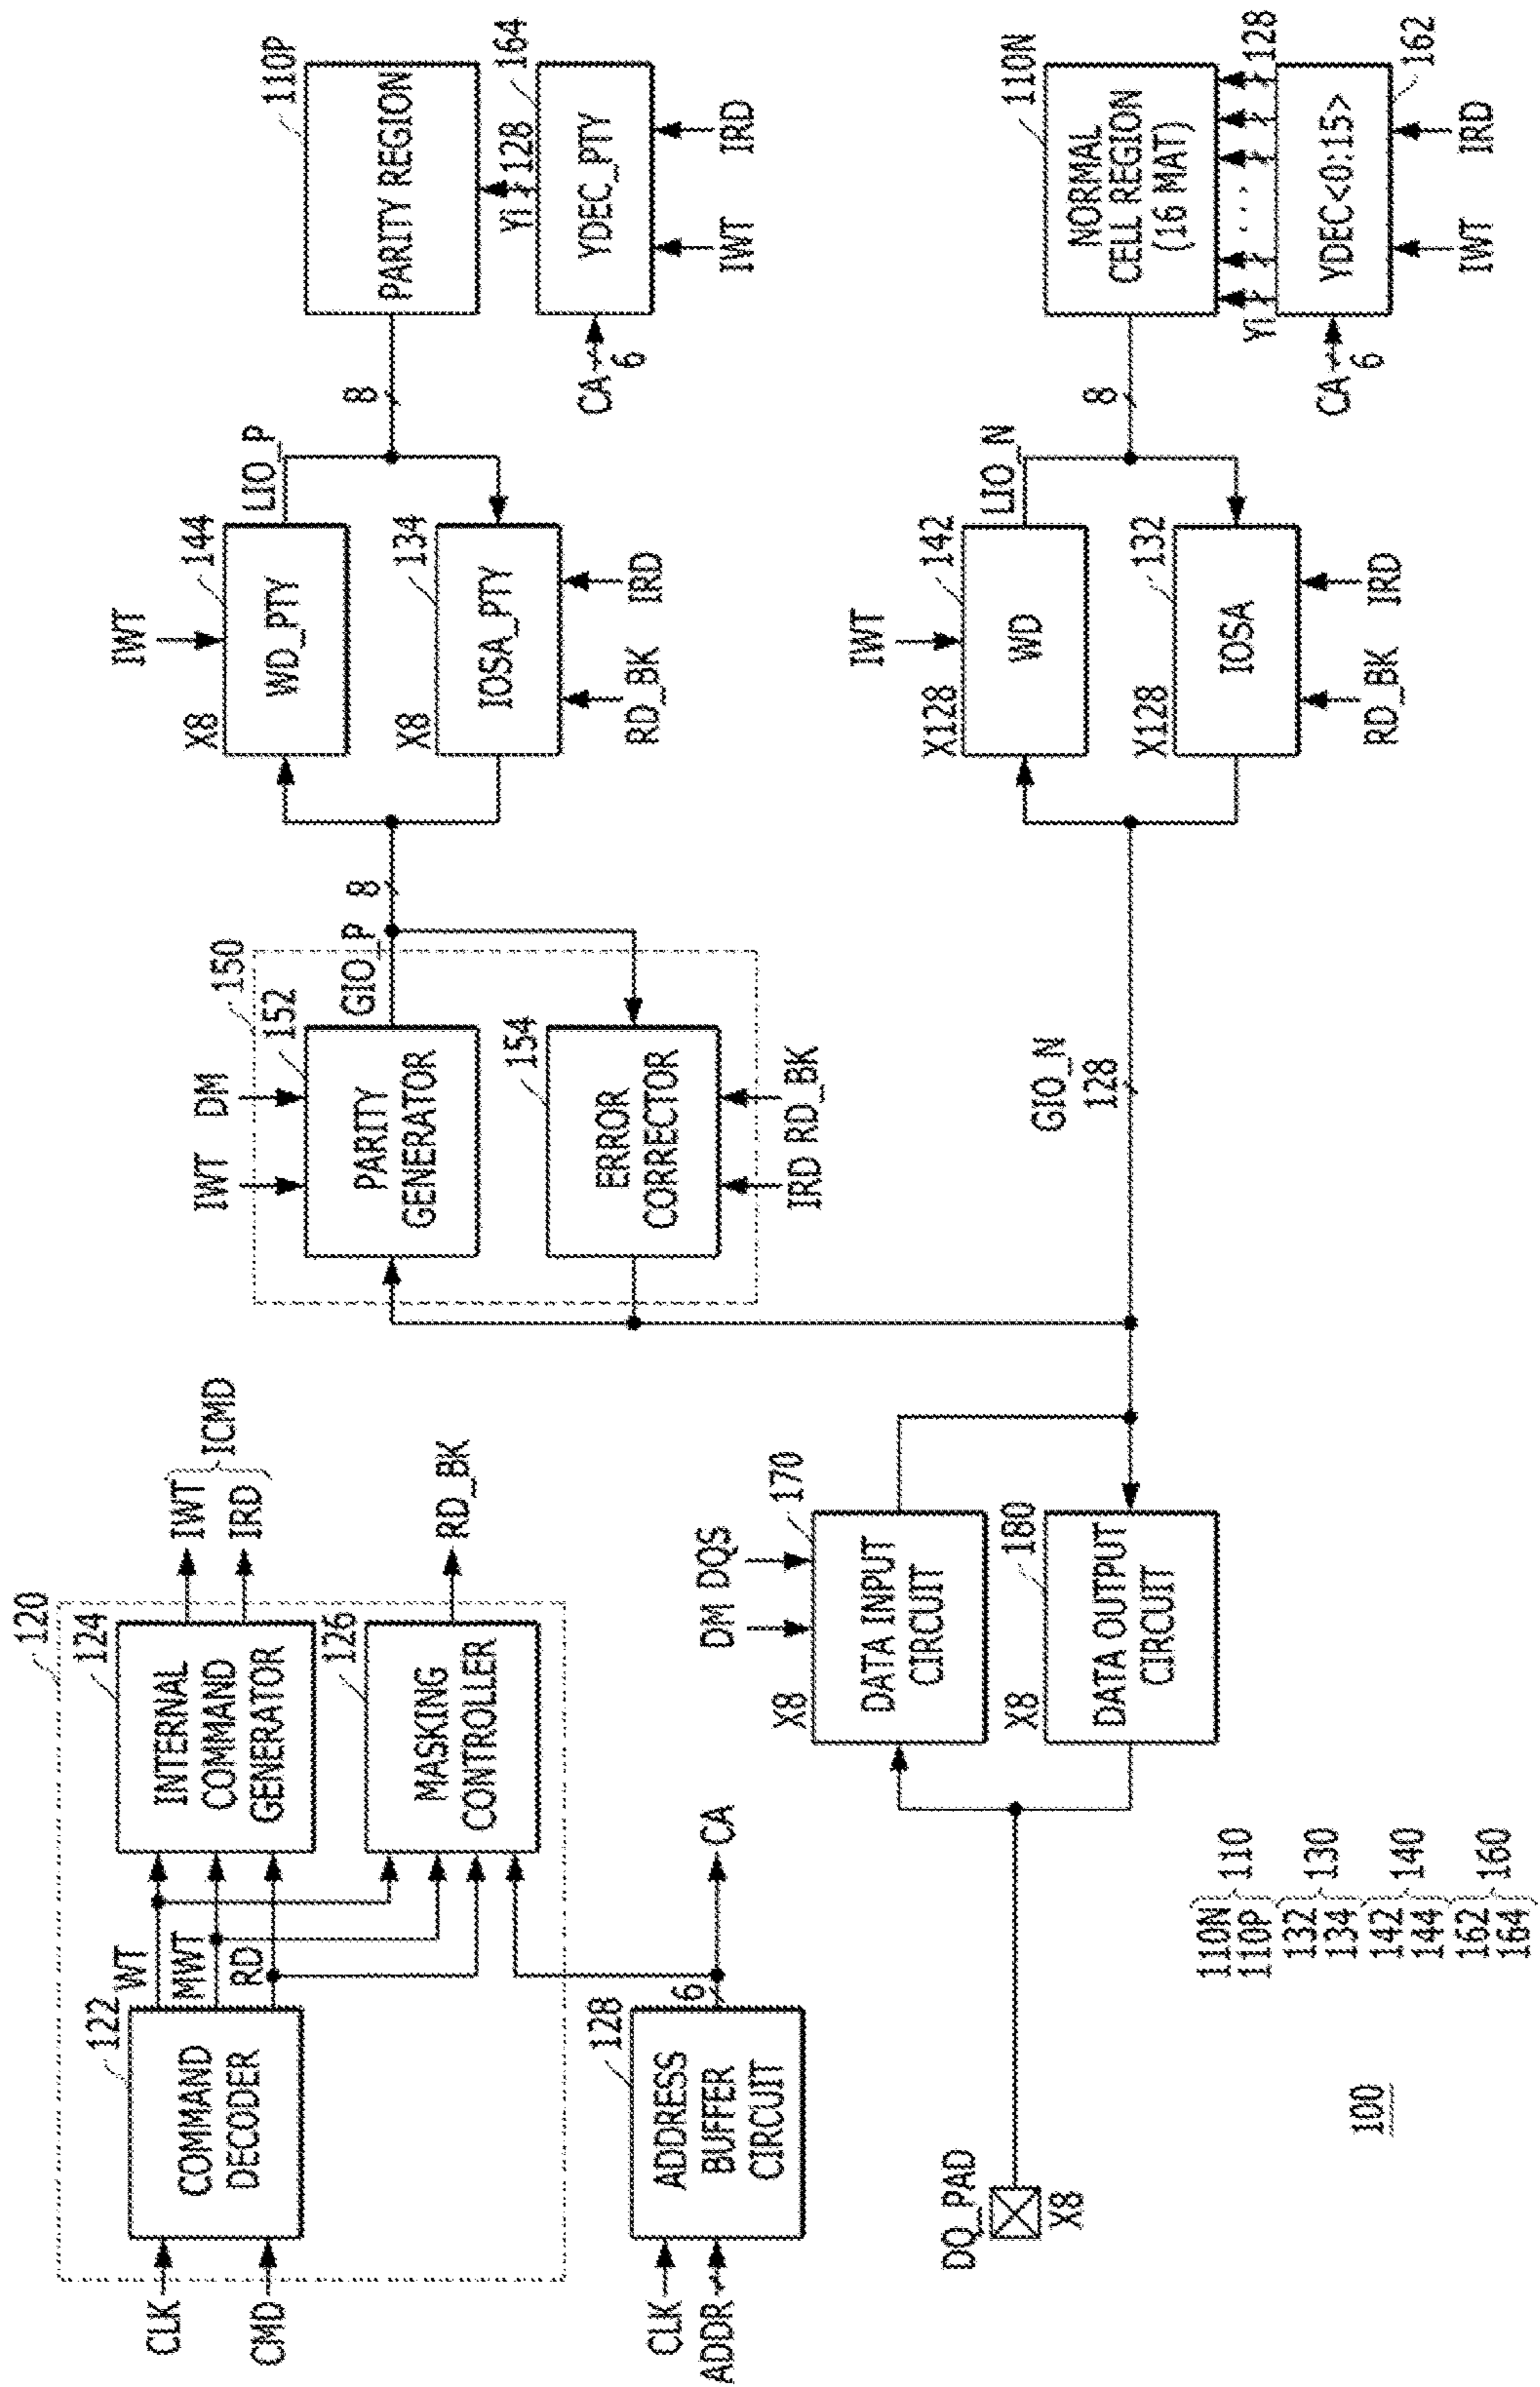 120
CLK
CMD
122
COMMAND
DECODER
WT
MWT
RD
124
INTERNAL
COMMAND
GENERATOR
126
MASKING
CONTROLLER
IWT
IRD
ICMD
RD_BK
CLK
ADDR
128
ADDRESS
BUFFER
CIRCUIT
6
CA
150
IWT
DM
152
PARITY
GENERATOR
154
ERROR
CORRECTOR
IRD
RD_BK
GIO_P
8
IWT
X8
144
WD_PTY
X8
134
IOSA_PTY
RD_BK
IRD
LIO_P
8
110P
PARITY REGION
YI
128
164
YDEC_PTY
CA
6
IWT
IRD
DQ_PAD
X8
DM
DQS
X8
170
DATA INPUT
CIRCUIT
X8
180
DATA OUTPUT
CIRCUIT
GIO_N
128
IWT
X128
142
WD
X128
132
IOSA
RD_BK
IRD
LIO_N
8
110N
NORMAL
CELL REGION
(16 MAT)
YI
128
YDEC<0:15>
162
CA
6
IWT
IRD
110N
110P
110
132
134
130
142
144
140
162
164
160
100